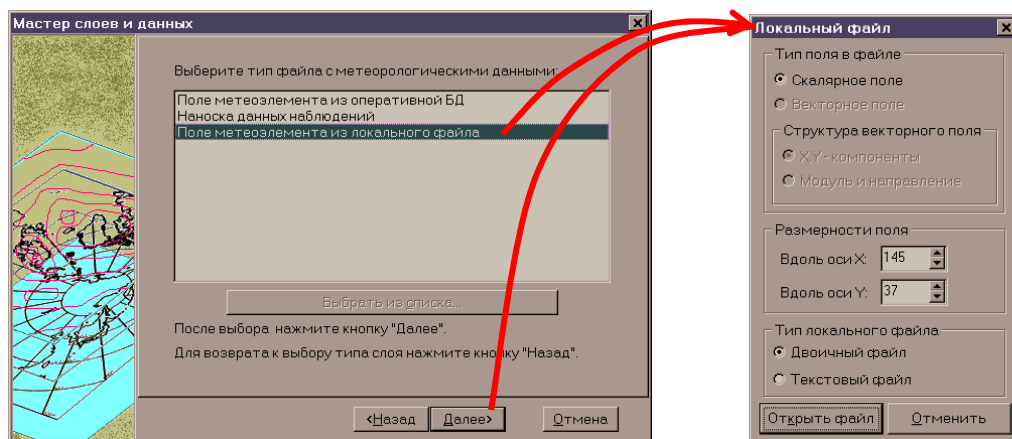 Мастер слоев и данных
Выберите тип файла с метеорологическими данными:
Поле метеоэлемента из оперативной БД
Наноска данных наблюдений
Поле метеоэлемента из локального файла
Выбрать из списка...
После выбора нажмите кнопку "Далее".
Для возврата к выбору типа слоя нажмите кнопку "Назад".
<Назад
Далее>
Отмена
Локальный файл
Тип поля в файле
Скалярное поле
Векторное поле
Структура векторного поля
XY-компоненты
Модуль и направление
Размерности поля
Вдоль оси X: 145
Вдоль оси Y: 37
Тип локального файла
Двоичный файл
Текстовый файл
Открыть файл
Отменить